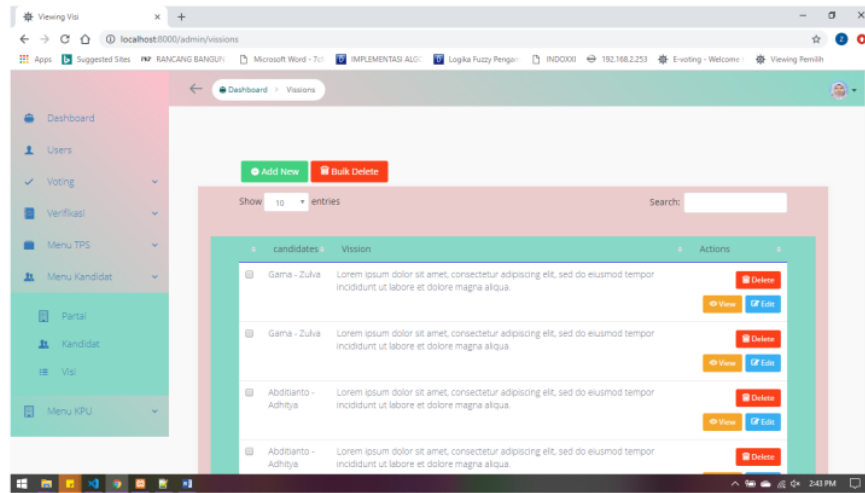 Viewing Visi
localhost:8000/admin/vissions
Apps Suggested Sites RANCANG BANGUN Microsoft Word - 7c IMPLEMENTASI ALG Logika Fuzzy Penga INDOXXI 192.168.2.253 E-voting - Welcome Viewing Pemilih
Dashboard > Vissions
Dashboard
Users
Voting
Verifikasi
Menu TPS
Menu Kandidat
Partai
Kandidat
Visi
Menu KPU
Add New Bulk Delete
Show 10 entries Search:
candidates Vission Actions
Gama - Zulva Lorem ipsum dolor sit amet, consectetur adipiscing elit, sed do eiusmod tempor Delete
incididunt ut labore et dolore magna aliqua.
View Edit
Gama - Zulva Lorem ipsum dolor sit amet, consectetur adipiscing elit, sed do eiusmod tempor Delete
incididunt ut labore et dolore magna aliqua.
View Edit
Abditianto - Lorem ipsum dolor sit amet, consectetur adipiscing elit, sed do eiusmod tempor Delete
Adhitya incididunt ut labore et dolore magna aliqua.
View Edit
Abditianto - Lorem ipsum dolor sit amet, consectetur adipiscing elit, sed do eiusmod tempor Delete
Adhitya incididunt ut labore et dolore magna aliqua.
2:43 PM